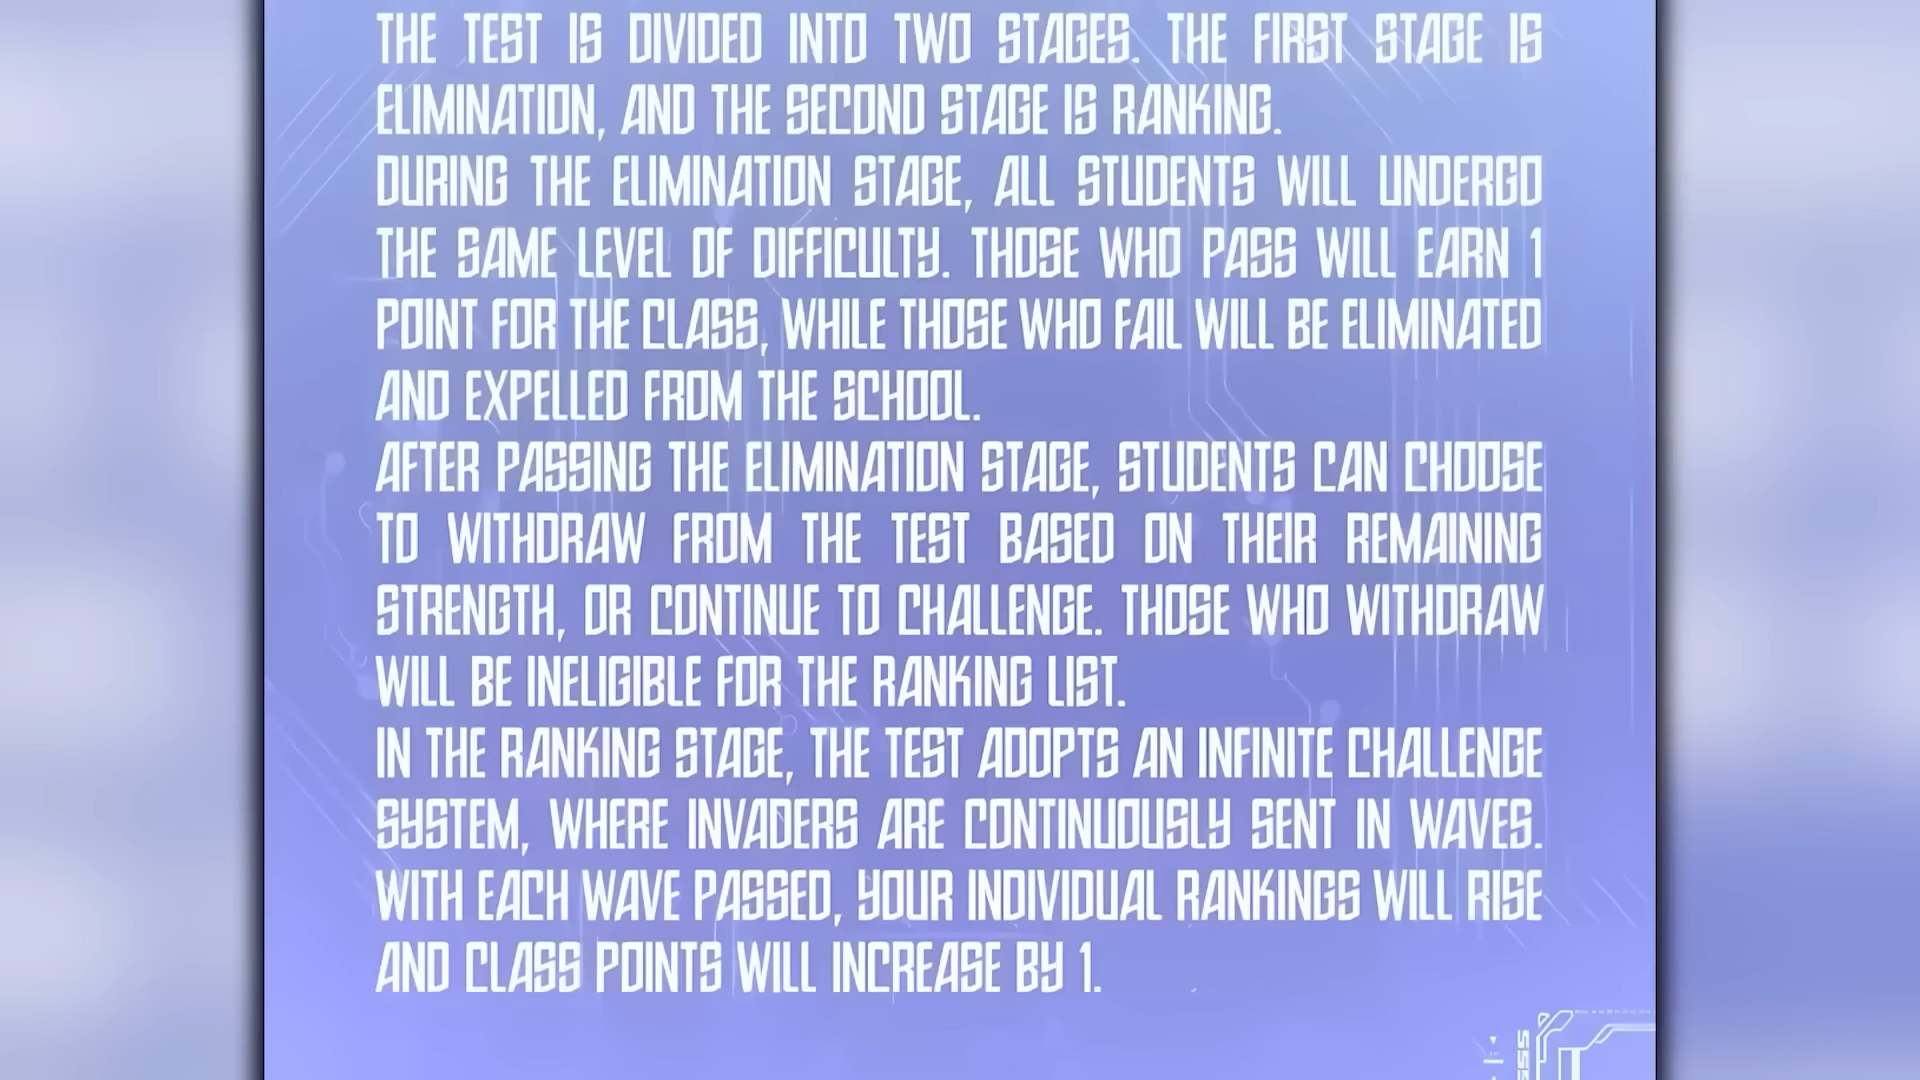 THE TEST IS DIVIDED INTO TWO STAGES. THE FIRST STAGE IS
ELIMINATION, AND THE SECOND STAGE IS RANKING.
DURING THE ELIMINATION STAGE, ALL STUDENTS WILL UNDERGO
THE SAME LEVEL OF DIFFICULTY. THOSE WHO PASS WILL EARN 1
POINT FOR THE CLASS, WHILE THOSE WHO FAIL WILL BE ELIMINATED
AND EXPELLED FROM THE SCHOOL.
AFTER PASSING THE ELIMINATION STAGE, STUDENTS CAN CHOOSE
TO WITHDRAW FROM THE TEST BASED ON THEIR REMAINING
STRENGTH, OR CONTINUE TO CHALLENGE. THOSE WHO WITHDRAW
WILL BE INELIGIBLE FOR THE RANKING LIST.
IN THE RANKING STAGE, THE TEST ADOPTS AN INFINITE CHALLENGE
SYSTEM, WHERE INVADERS ARE CONTINUOUSLY SENT IN WAVES.
WITH EACH WAVE PASSED, YOUR INDIVIDUAL RANKINGS WILL RISE
AND CLASS POINTS WILL INCREASE BY 1.